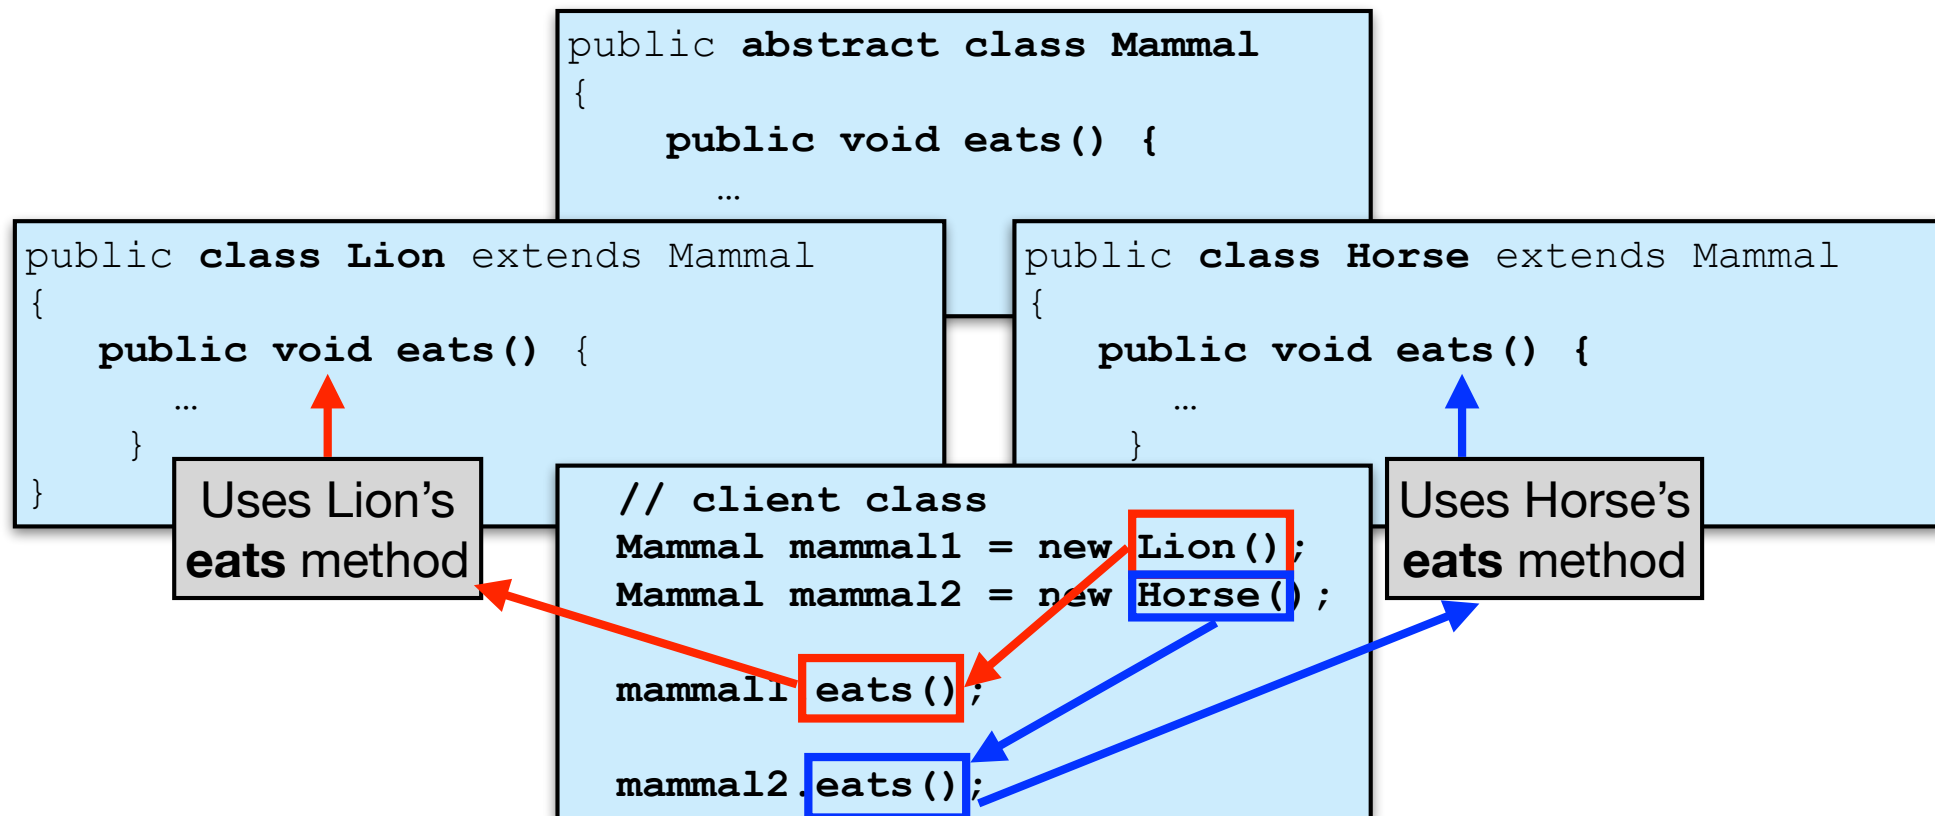 public abstract class Mammal
{
public void eats() {
…
public class Lion extends Mammal
{
public void eats() {
…
}
}
public class Horse extends Mammal
{
public void eats() {
…
}
Uses Lion’s
eats method
// client class
Mammal mammal1 = new Lion();
Mammal mammal2 = new Horse();
mammal1 eats();
mammal2.eats();
Uses Horse’s
eats method